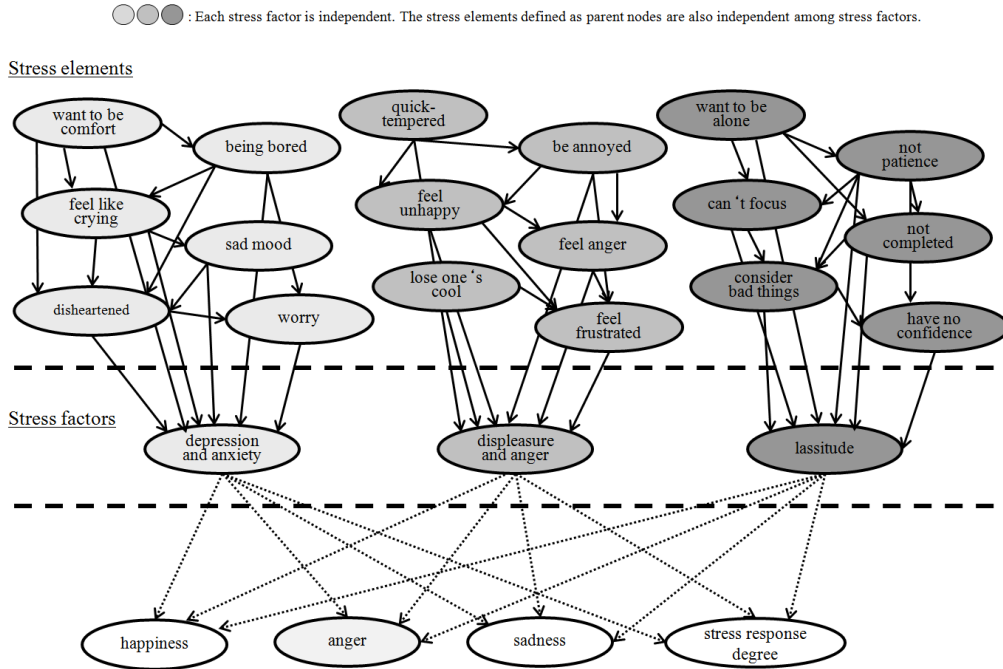 : Each stress factor is independent. The stress elements defined as parent nodes are also independent among stress factors.
Stress elements
want to be
comfort
being bored
feel like
crying
sad mood
disheartened
worry
quick-
tempered
be annoyed
feel
unhappy
feel anger
lose one‘s
cool
feel
frustrated
want to be
alone
not
patience
can‘t focus
not
completed
consider
bad things
have no
confidence
Stress factors
depression
and anxiety
displeasure
and anger
lassitude
happiness
anger
sadness
stress response
degree